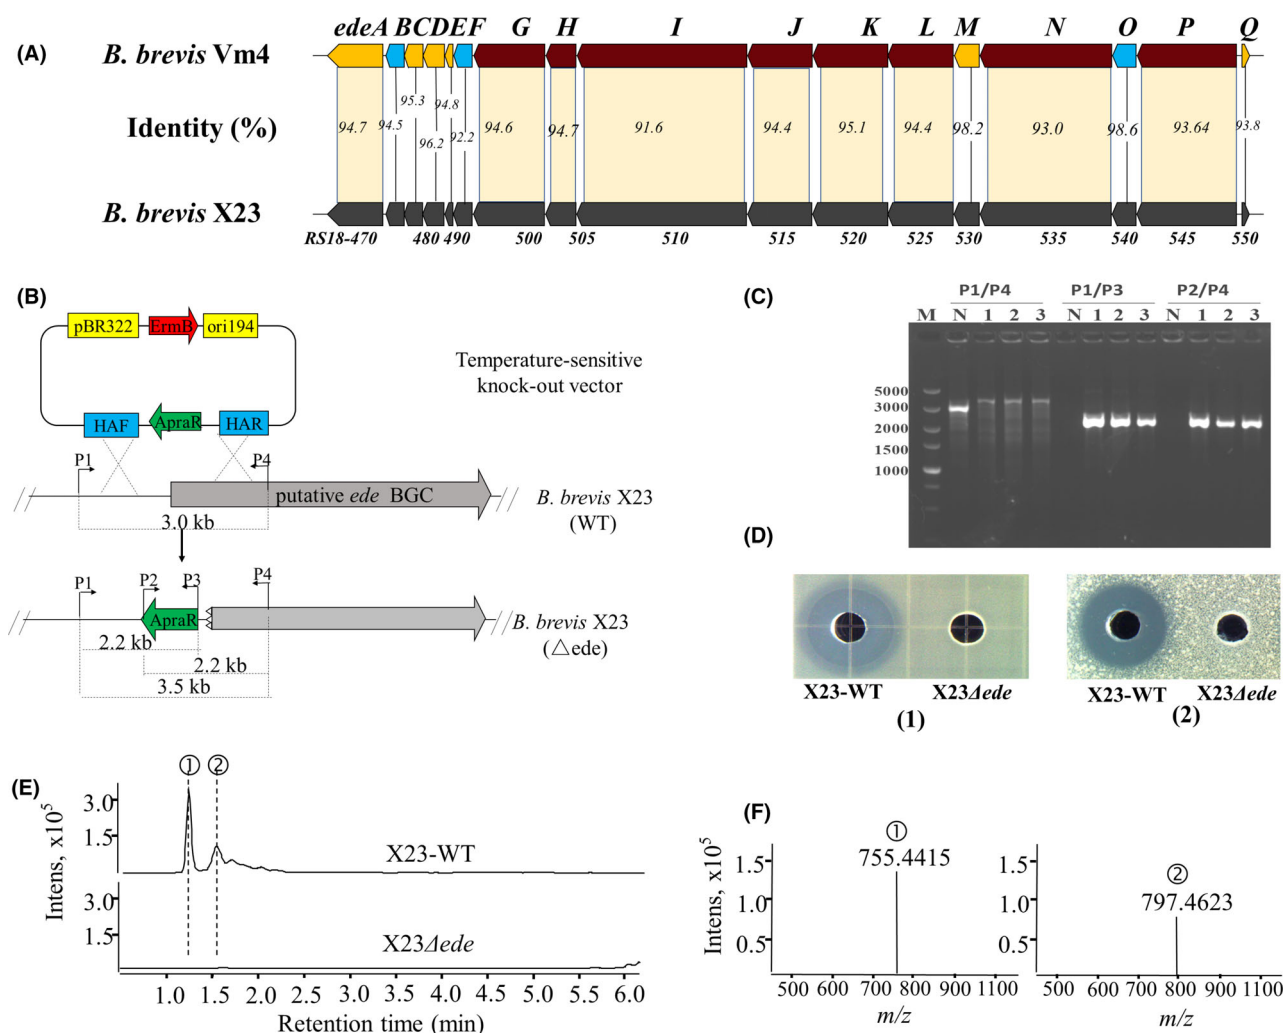 (A)
edeA B C D E F G H I J K L M N O P Q
B. brevis Vm4
Identity (%)
94.7 94.5 95.3 96.2 94.8 92.2 94.6 94.7 91.6 94.4 95.1 94.4 98.2 93.0 98.6 93.64 93.8
B. brevis X23
RS18-470 480 490 500 505 510 515 520 525 530 535 540 545 550
(B)
pBR322 ErmB ori194
Temperature-sensitive
knock-out vector
HAF ApraR HAR
P1 P4
putative ede BGC
B. brevis X23
(WT)
3.0 kb
P1 P2 P3 P4
ApraR
B. brevis X23
(△ede)
2.2 kb
2.2 kb
3.5 kb
(C)
P1/P4 P1/P3 P2/P4
M N 1 2 3 N 1 2 3 N 1 2 3
5000
3000
2000
1000
(D)
X23-WT X23Δede
(1)
X23-WT X23Δede
(2)
(E)
① ②
Intens, x10⁵
3.0
1.5
X23-WT
3.0
1.5
X23Δede
1.0 1.5 2.0 2.5 3.0 3.5 4.0 4.5 5.0 5.5 6.0
Retention time (min)
(F)
Intens, x10⁵
①
755.4415
1.5
1.0
0.5
500 600 700 800 900 1100
m/z
②
797.4623
1.5
1.0
0.5
500 600 700 800 900 1100
m/z